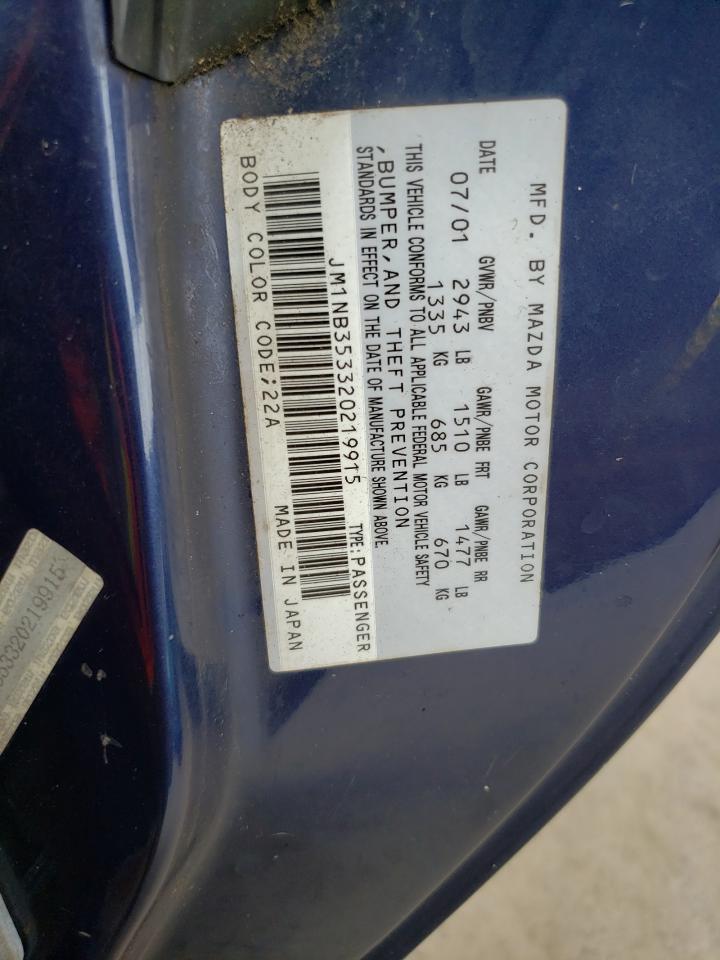 MFD. BY MAZDA MOTOR CORPORATION
DATE GVWR/PNBV GAWR/PNBE FRT GAWR/PNBE RR
07/01 2943 LB 1510 LB 1477 LB
1335 KG 685 KG 670 KG
THIS VEHICLE CONFORMS TO ALL APPLICABLE FEDERAL MOTOR VEHICLE SAFETY
,BUMPER,AND THEFT PREVENTION
STANDARDS IN EFFECT ON THE DATE OF MANUFACTURE SHOWN ABOVE.
JM1NB353320219915 TYPE:PASSENGER
BODY COLOR CODE;22A MADE IN JAPAN
53320219915